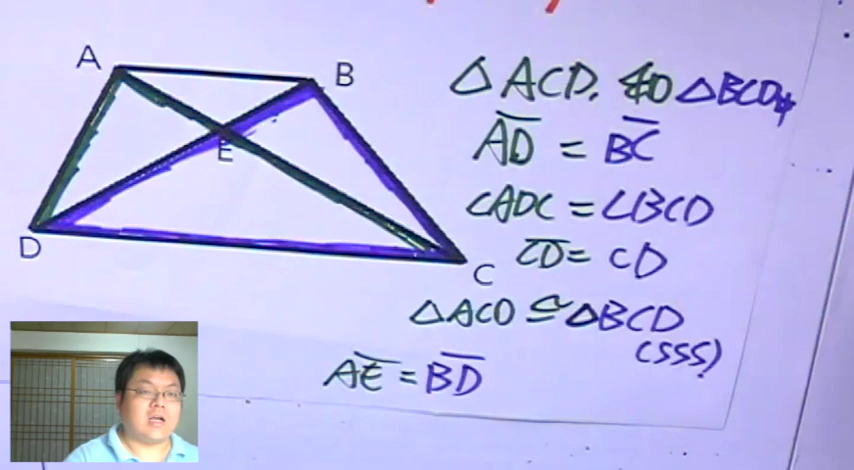 A
B
E
D
C
△ACD. 和△BCD中
AD = BC
∠ADC = ∠BCD
CD = CD
△ACD ≅ △BCD
(SSS)
AE = BD